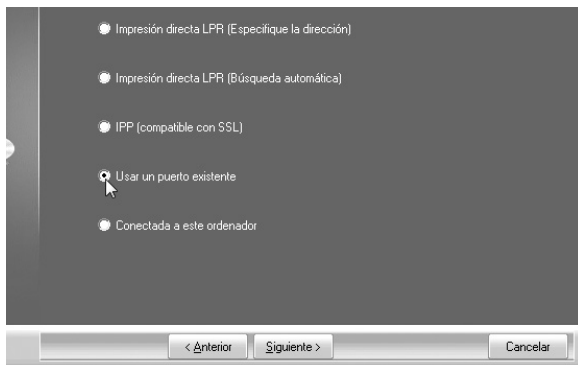 Impresión directa LPR (Especifique la dirección)
Impresión directa LPR (Búsqueda automática)
IPP (compatible con SSL)
Usar un puerto existente
Conectada a este ordenador
< Anterior Siguiente > Cancelar